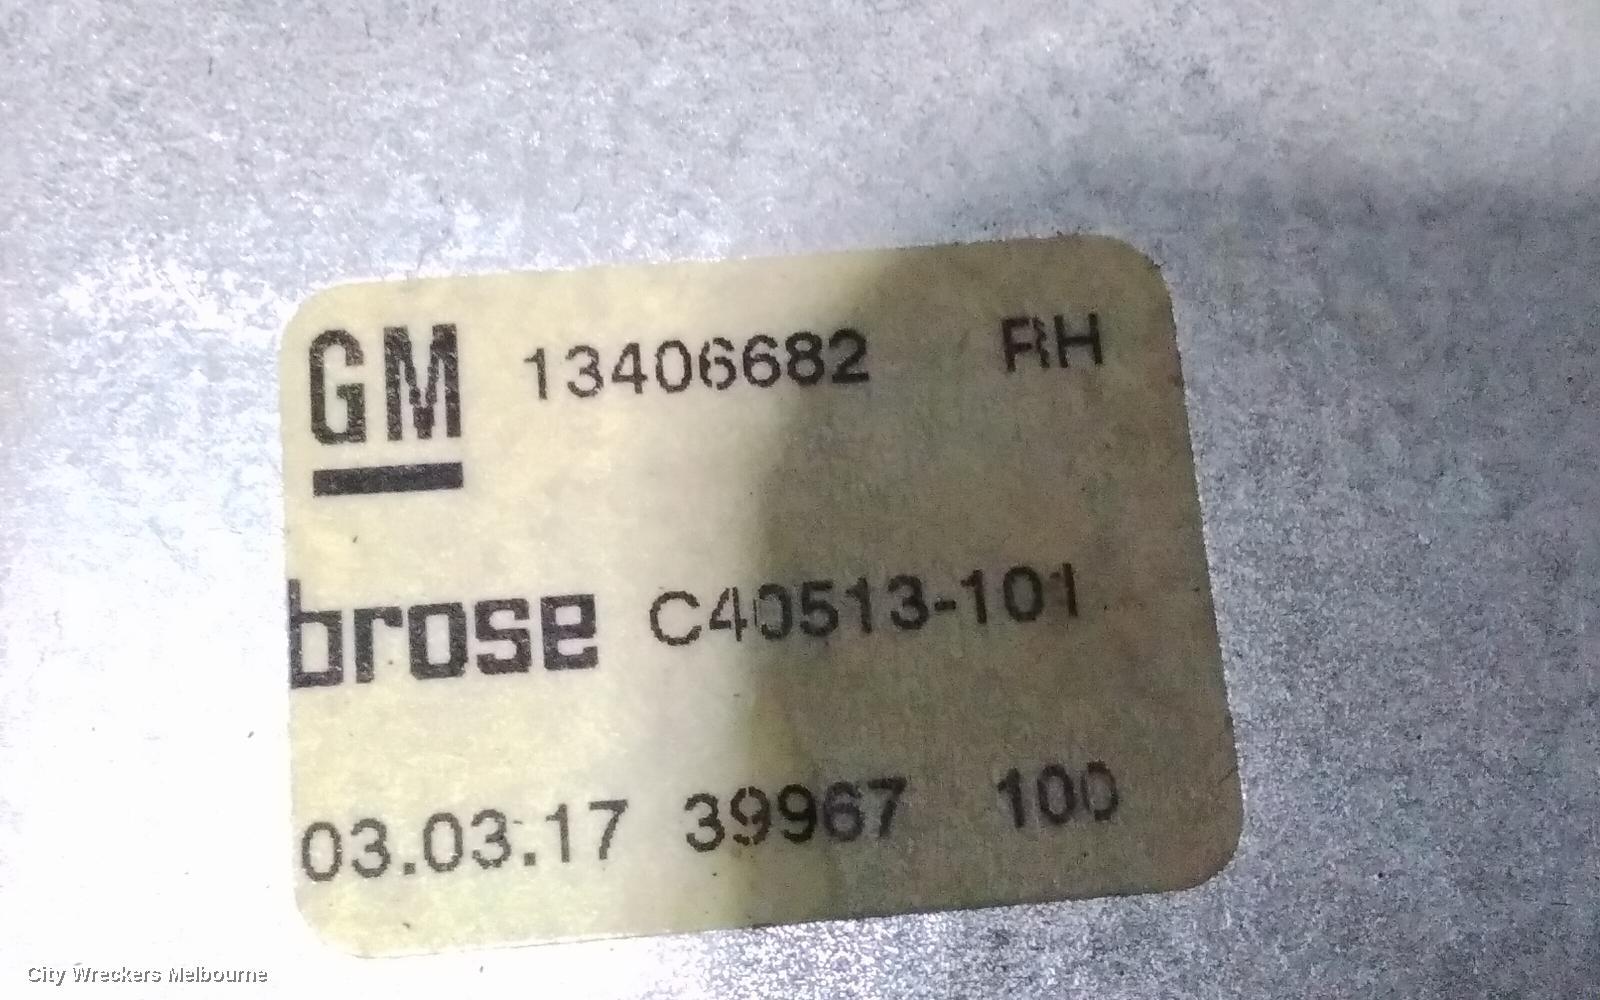 GM 13406682 RH
brose C40513-101
03.03.17 39967 100
City Wreckers Melbourne